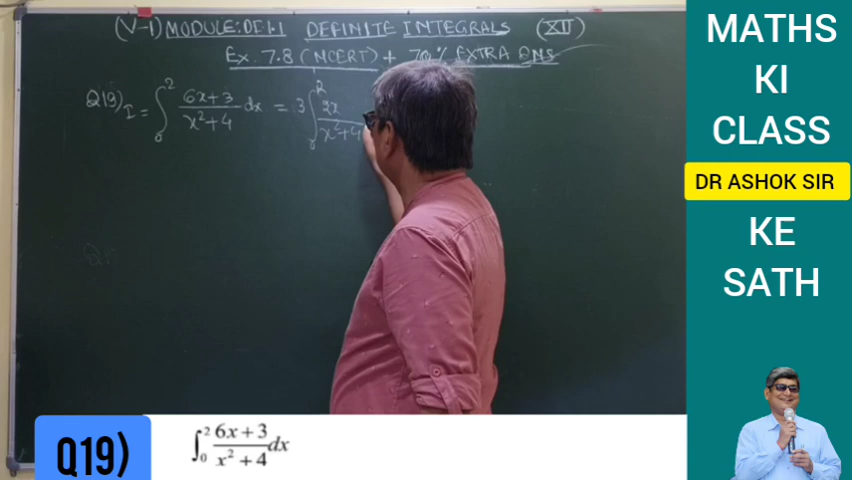 (V-1) MODULE: DE1.1 DEFINITE INTEGRALS (XII)
Ex. 7.8 (NCERT) + 70% EXTRA QNS
Q19) I = ∫₀² (6x+3)/(x²+4) dx = 3 ∫₀² 2x/(x²+4
MATHS
KI
CLASS
DR ASHOK SIR
KE
SATH
Q19) ∫₀² (6x+3)/(x²+4) dx